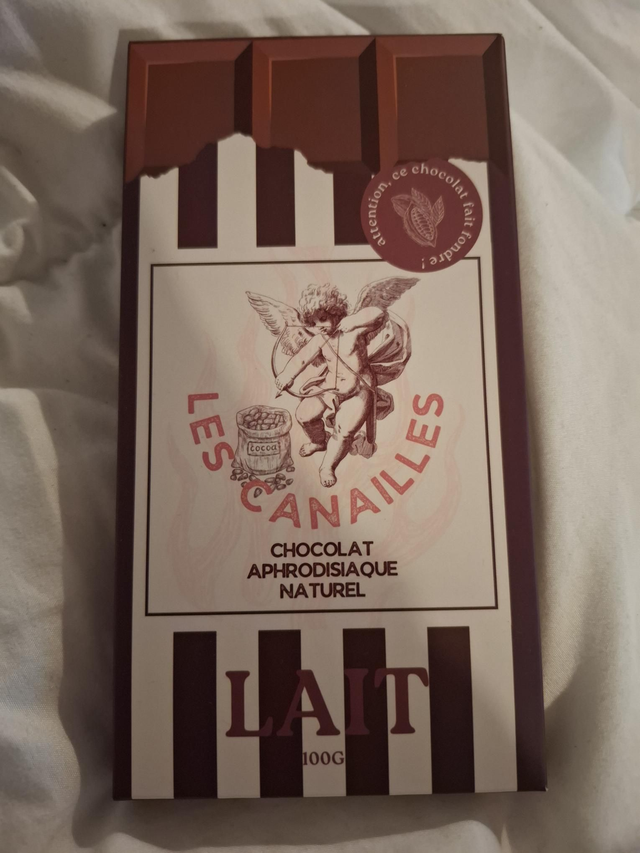 attention, ce chocolat fait fondre !
LES CANAILLES
cocoa
CHOCOLAT
APHRODISIAQUE
NATUREL
LAIT
100G